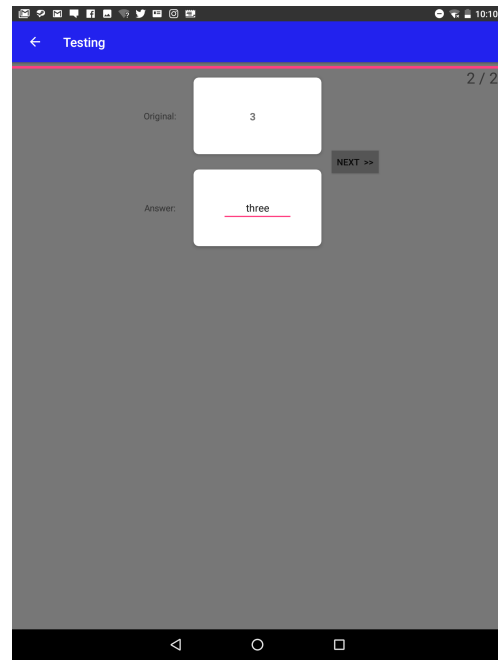 10:10
Testing
2 / 2
Original:
3
NEXT >>
Answer:
three